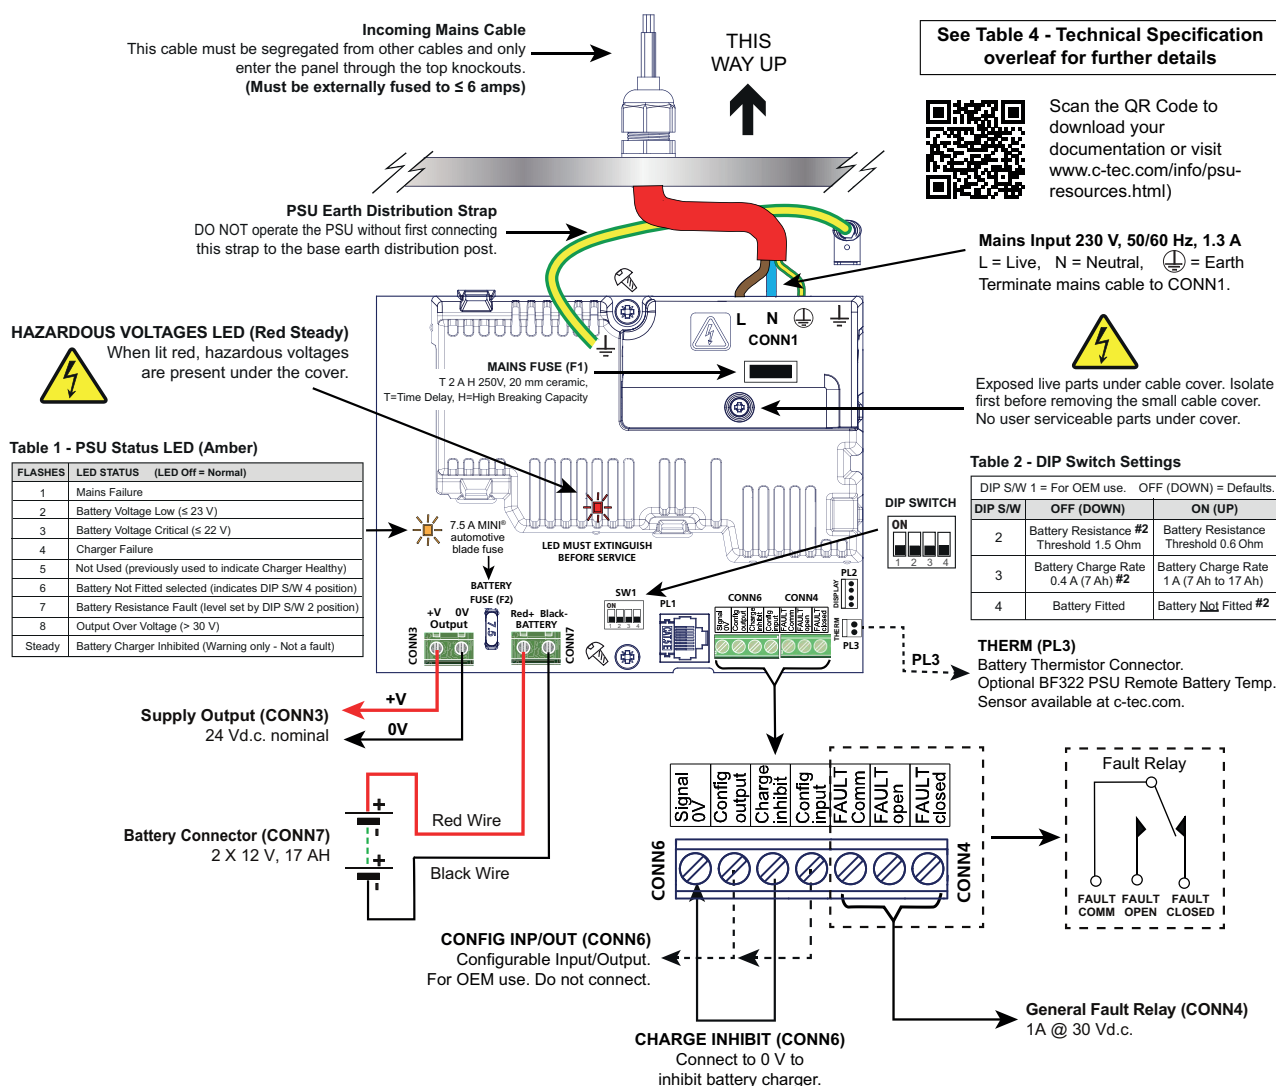 Incoming Mains Cable
This cable must be segregated from other cables and only
enter the panel through the top knockouts.
(Must be externally fused to ≤ 6 amps)
THIS
WAY UP
See Table 4 - Technical Specification
overleaf for further details
Scan the QR Code to
download your
documentation or visit
www.c-tec.com/info/psu-
resources.html)
PSU Earth Distribution Strap
DO NOT operate the PSU without first connecting
this strap to the base earth distribution post.
Mains Input 230 V, 50/60 Hz, 1.3 A
L = Live, N = Neutral, = Earth
Terminate mains cable to CONN1.
L N
CONN1
HAZARDOUS VOLTAGES LED (Red Steady)
When lit red, hazardous voltages
are present under the cover.
MAINS FUSE (F1)
T 2 A H 250V, 20 mm ceramic,
T=Time Delay, H=High Breaking Capacity
Exposed live parts under cable cover. Isolate
first before removing the small cable cover.
No user serviceable parts under cover.
Table 1 - PSU Status LED (Amber)
FLASHES LED STATUS (LED Off = Normal)
1 Mains Failure
2 Battery Voltage Low (≤ 23 V)
3 Battery Voltage Critical (≤ 22 V)
4 Charger Failure
5 Not Used (previously used to indicate Charger Healthy)
6 Battery Not Fitted selected (indicates DIP S/W 4 position)
7 Battery Resistance Fault (level set by DIP S/W 2 position)
8 Output Over Voltage (> 30 V)
Steady Battery Charger Inhibited (Warning only - Not a fault)
7.5 A MINI®
automotive
blade fuse
LED MUST EXTINGUISH
BEFORE SERVICE
DIP SWITCH
ON
1 2 3 4
Table 2 - DIP Switch Settings
DIP S/W 1 = For OEM use. OFF (DOWN) = Defaults.
DIP S/W OFF (DOWN) ON (UP)
2 Battery Resistance #2 Threshold 1.5 Ohm Battery Resistance Threshold 0.6 Ohm
3 Battery Charge Rate 0.4 A (7 Ah) #2 Battery Charge Rate 1 A (7 Ah to 17 Ah)
4 Battery Fitted Battery Not Fitted #2
BATTERY
FUSE (F2)
7.5
+V 0V
Output
CONN3
Red+ Black-
BATTERY
CONN7
SW1
ON
1 2 3 4
PL1
CONN6 CONN4
Signal 0V
Config output
Charge inhibit
Config input
FAULT Comm
FAULT open
FAULT closed
PL2
DISPLAY
THERM
PL3
PL3
THERM (PL3)
Battery Thermistor Connector.
Optional BF322 PSU Remote Battery Temp.
Sensor available at c-tec.com.
+V
0V
Supply Output (CONN3)
24 Vd.c. nominal
+
-
+
-
Red Wire
Black Wire
Battery Connector (CONN7)
2 X 12 V, 17 AH
Signal 0V
Config output
Charge inhibit
Config input
FAULT Comm
FAULT open
FAULT closed
CONN6
CONN4
Fault Relay
FAULT COMM
FAULT OPEN
FAULT CLOSED
CONFIG INP/OUT (CONN6)
Configurable Input/Output.
For OEM use. Do not connect.
General Fault Relay (CONN4)
1A @ 30 Vd.c.
CHARGE INHIBIT (CONN6)
Connect to 0 V to
inhibit battery charger.